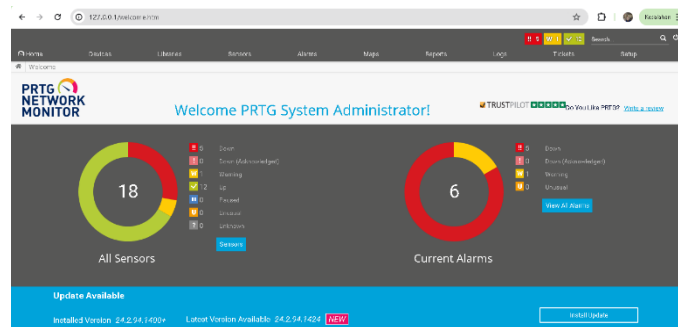 127.0.0.1/welcome.htm
5 W 1 12 Search
Home Devices Libraries Sensors Alarms Maps Reports Logs Tickets Setup
Welcome
PRTG
NETWORK
MONITOR
Welcome PRTG System Administrator!
TRUSTPILOT Do You Like PRTG? Write a review
18
All Sensors
Down
0 Down (Acknowledged)
W 1 Warning
12 Up
0 Paused
U 0 Unusual
? 0 Unknown
Sensors
6
Current Alarms
Down
0 Down (Acknowledged)
W 1 Warning
U 0 Unusual
View All Alarms
Update Available
Installed Version 24.2.94.1400+ Latest Version Available 24.2.94.1424 NEW
Install Update